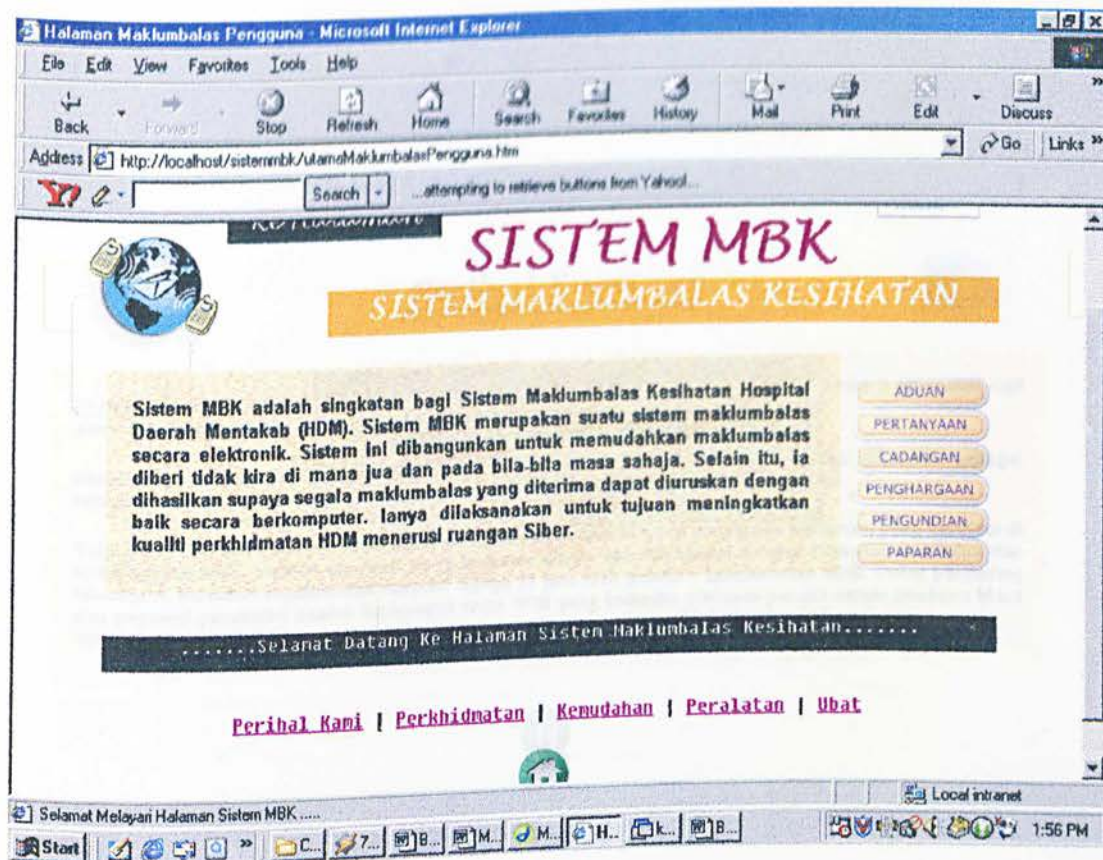 Halaman Maklumbalas Pengguna - Microsoft Internet Explorer
File Edit View Favorites Tools Help
Back Forward Stop Refresh Home Search Favorites History Mail Print Edit Discuss
Address http://localhost/sistemmbk/utamaMaklumbalasPengguna.htm Go Links
Search ...attempting to retrieve buttons from Yahoo!...
SISTEM MBK
SISTEM MAKLUMBALAS KESIHATAN
Sistem MBK adalah singkatan bagi Sistem Maklumbalas Kesihatan Hospital
Daerah Mentakab (HDM). Sistem MBK merupakan suatu sistem maklumbalas
secara elektronik. Sistem ini dibangunkan untuk memudahkan maklumbalas
diberi tidak kira di mana jua dan pada bila-bila masa sahaja. Selain itu, ia
dihasilkan supaya segala maklumbalas yang diterima dapat diuruskan dengan
baik secara berkomputer. Ianya dilaksanakan untuk tujuan meningkatkan
kualiti perkhidmatan HDM menerusi ruangan Siber.
ADUAN
PERTANYAAN
CADANGAN
PENGHARGAAN
PENGUNDIAN
PAPARAN
.......Selamat Datang Ke Halaman Sistem Maklumbalas Kesihatan.......
Perihal Kami | Perkhidmatan | Kemudahan | Peralatan | Ubat
Selamat Melayari Halaman Sistem MBK .....
Local intranet
Start C... 7... B... M... M... H... k... B... 1:56 PM